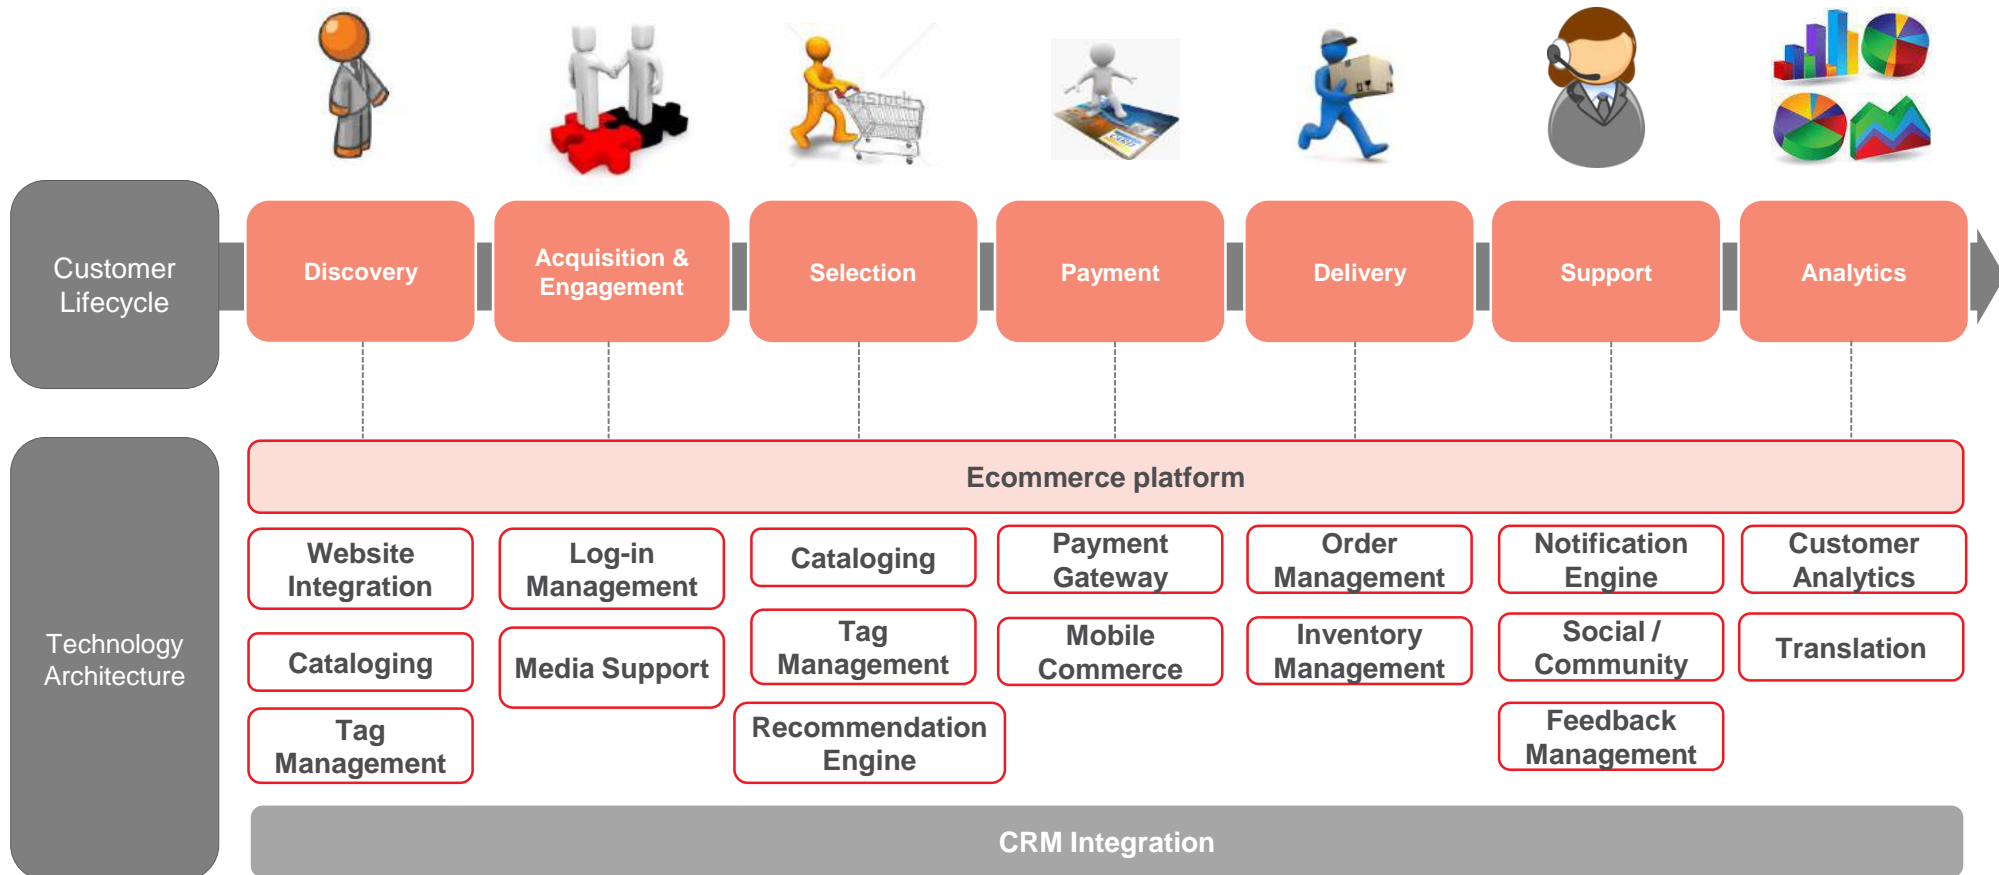 Customer
Lifecycle
Discovery
Acquisition &
Engagement
Selection
Payment
Delivery
Support
Analytics
Technology
Architecture
Ecommerce platform
Website
Integration
Log-in
Management
Cataloging
Payment
Gateway
Order
Management
Notification
Engine
Customer
Analytics
Cataloging
Media Support
Tag
Management
Mobile
Commerce
Inventory
Management
Social /
Community
Translation
Tag
Management
Recommendation
Engine
Feedback
Management
CRM Integration